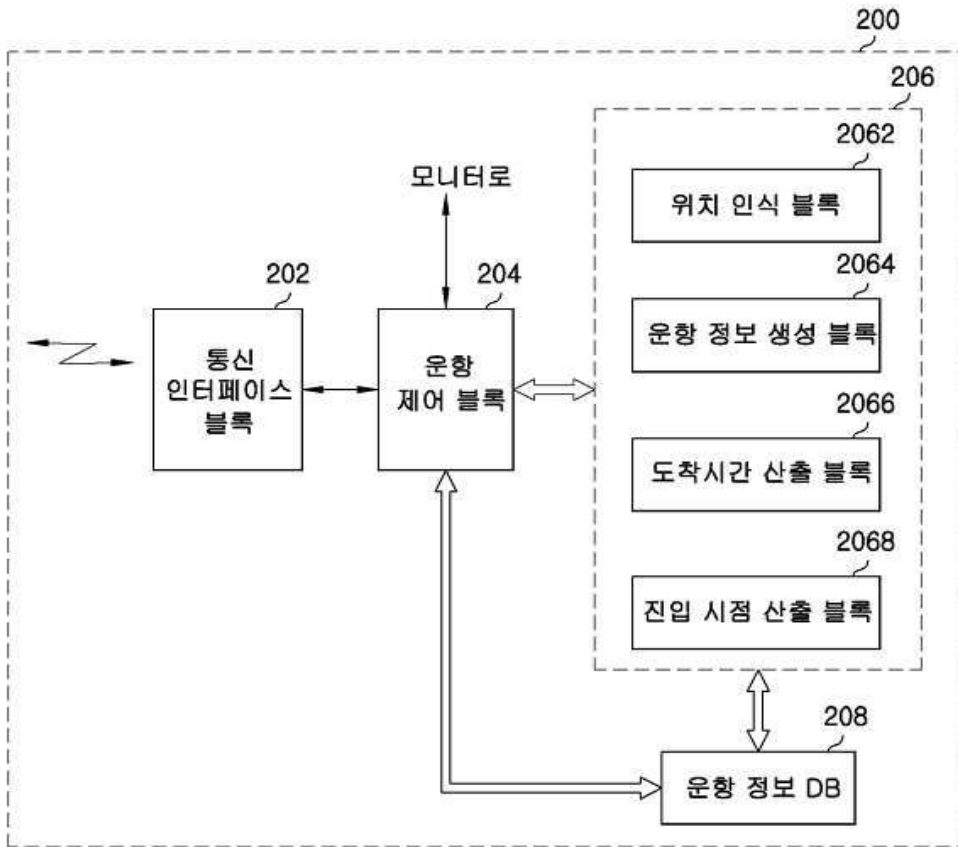 200
206
2062
위치 인식 블록
모니터로
2064
운항 정보 생성 블록
202
204
통신
인터페이스
블록
운항
제어 블록
2066
도착시간 산출 블록
2068
진입 시점 산출 블록
208
운항 정보 DB